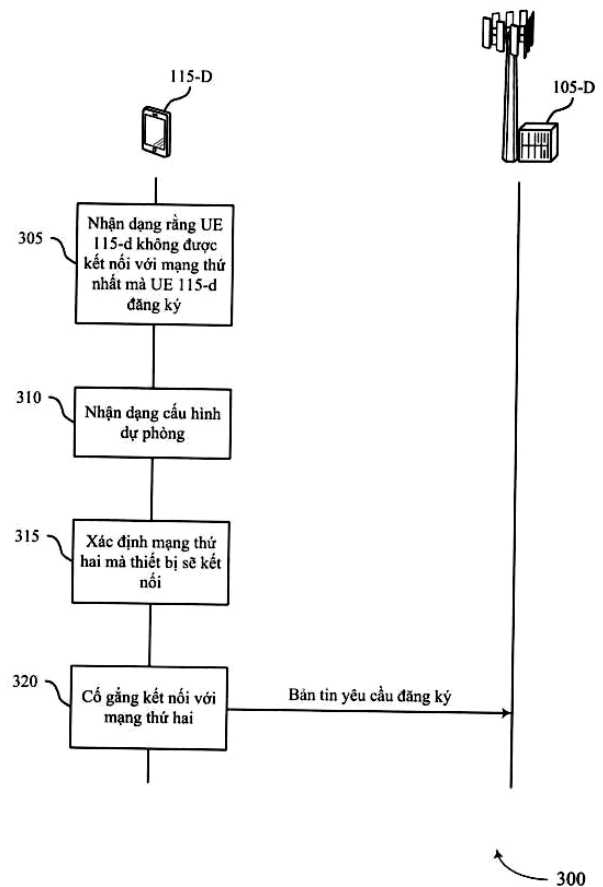 115-D
105-D
305
Nhận dạng rằng UE
115-d không được
kết nối với mạng thứ
nhất mà UE 115-d
đăng ký
310
Nhận dạng cấu hình
dự phòng
315
Xác định mạng thứ
hai mà thiết bị sẽ kết
nối
320
Cố gắng kết nối với
mạng thứ hai
Bản tin yêu cầu đăng ký
300